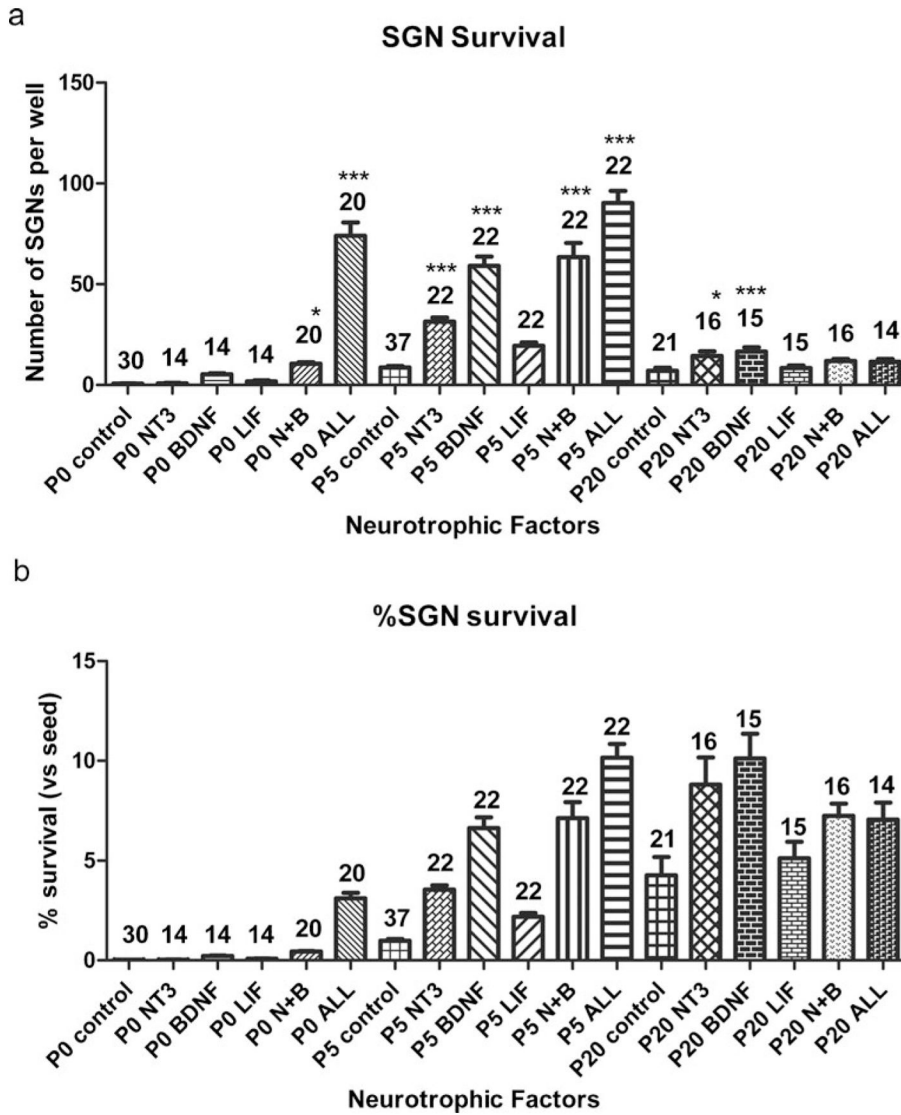 a
SGN Survival
Number of SGNs per well
150
100
50
0
30 14 14 14 * 20 *** 20 37 *** 22 *** 22 22 *** 22 *** 22 21 * 16 *** 15 15 16 14
P0 control P0 NT3 P0 BDNF P0 LIF P0 N+B P0 ALL P5 control P5 NT3 P5 BDNF P5 LIF P5 N+B P5 ALL P20 control P20 NT3 P20 BDNF P20 LIF P20 N+B P20 ALL
Neurotrophic Factors
b
%SGN survival
% survival (vs seed)
15
10
5
0
30 14 14 14 20 20 37 22 22 22 22 22 21 16 15 15 16 14
P0 control P0 NT3 P0 BDNF P0 LIF P0 N+B P0 ALL P5 control P5 NT3 P5 BDNF P5 LIF P5 N+B P5 ALL P20 control P20 NT3 P20 BDNF P20 LIF P20 N+B P20 ALL
Neurotrophic Factors